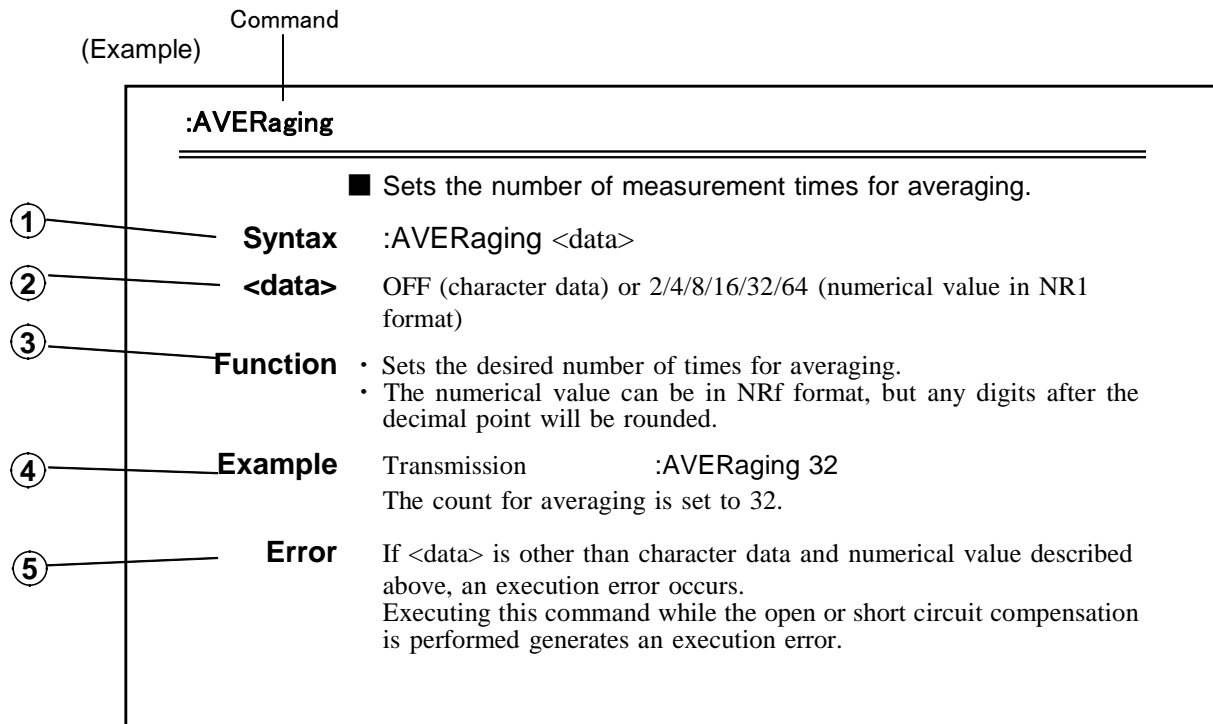 Command
(Example)
:AVERaging
■ Sets the number of measurement times for averaging.
① Syntax :AVERaging <data>
② <data> OFF (character data) or 2/4/8/16/32/64 (numerical value in NR1
format)
③ Function ・ Sets the desired number of times for averaging.
・ The numerical value can be in NRf format, but any digits after the
decimal point will be rounded.
④ Example Transmission :AVERaging 32
The count for averaging is set to 32.
⑤ Error If <data> is other than character data and numerical value described
above, an execution error occurs.
Executing this command while the open or short circuit compensation
is performed generates an execution error.